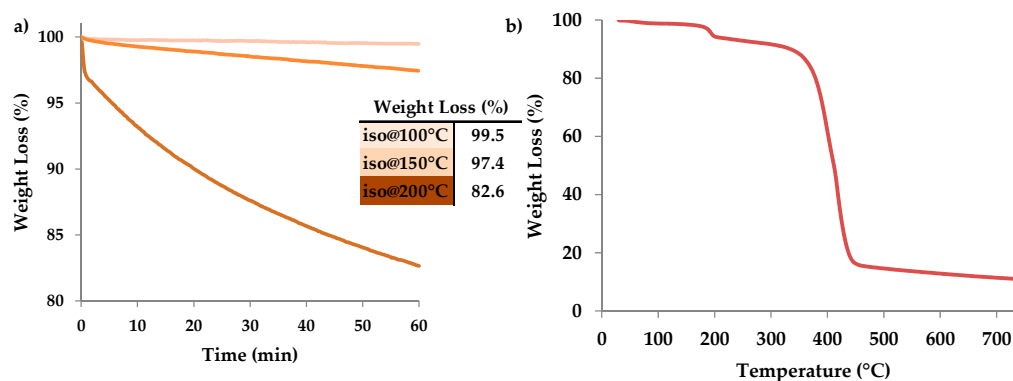 a)
Weight Loss (%)
100
95
90
85
80
0 10 20 30 40 50 60
Time (min)
Weight Loss (%)
iso@100°C 99.5
iso@150°C 97.4
iso@200°C 82.6
b)
Weight Loss (%)
100
80
60
40
20
0
0 100 200 300 400 500 600 700
Temperature (°C)